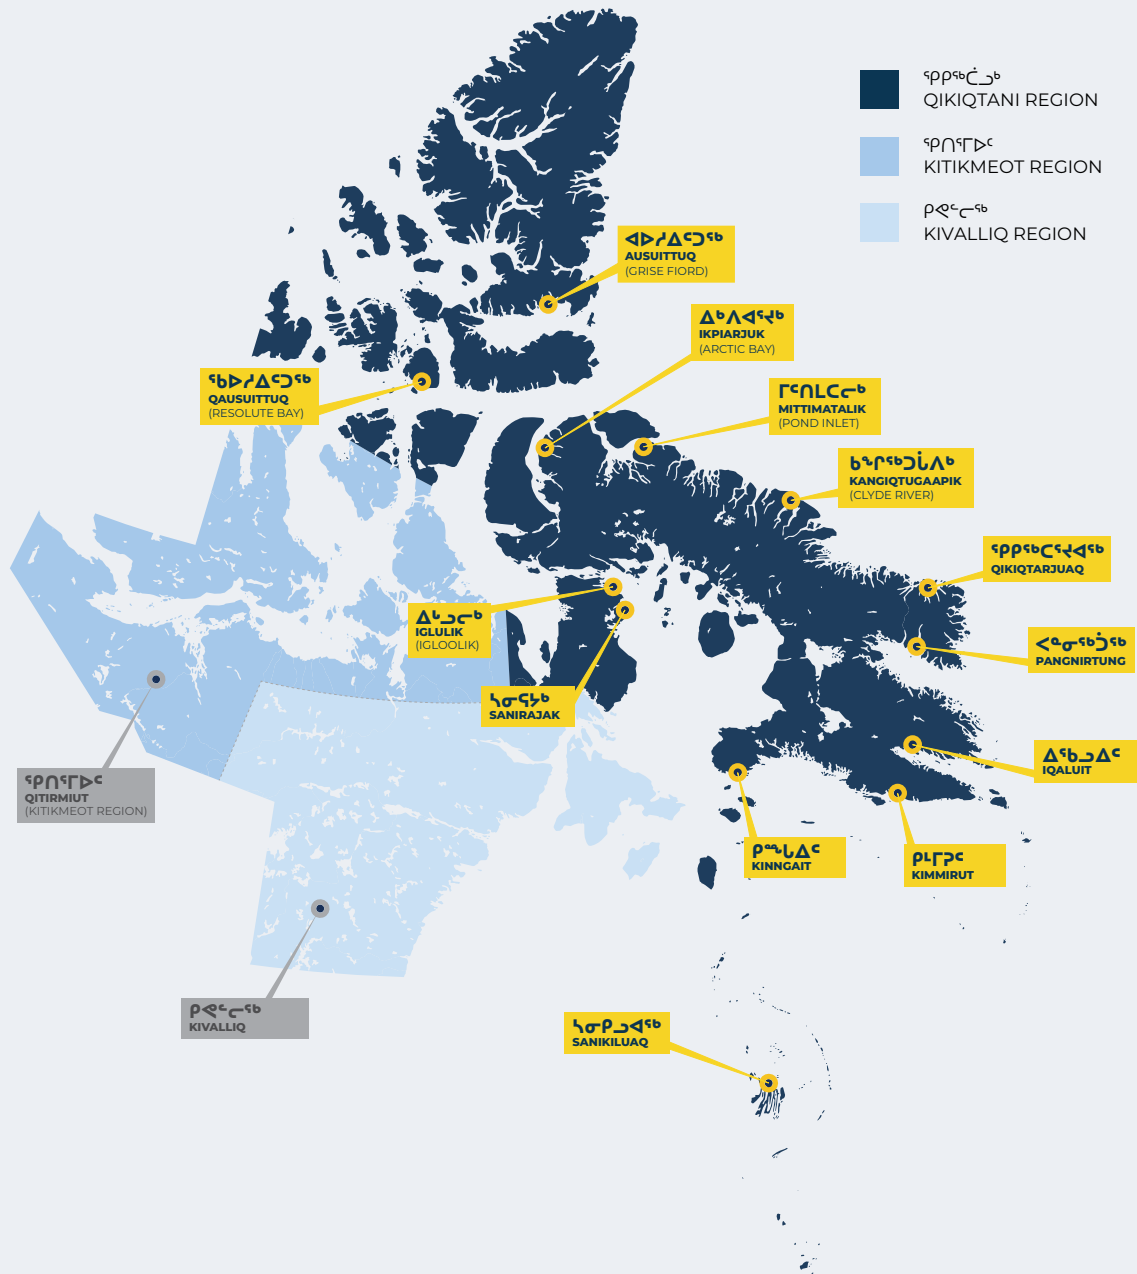 ᕿᑭᖅᑖᓗᒃ
QIKIQTANI REGION
ᕿᑎᕐᒥᐅᑦ
KITIKMEOT REGION
ᑭᕙᓪᓕᖅ
KIVALLIQ REGION
ᐊᐅᓱᐃᑦᑐᖅ
AUSUITTUQ
(GRISE FIORD)
ᐃᒃᐱᐊᕐᔪᒃ
IKPIARJUK
(ARCTIC BAY)
ᖃᐅᓱᐃᑦᑐᖅ
QAUSUITTUQ
(RESOLUTE BAY)
ᒥᑦᑎᒪᑕᓕᒃ
MITTIMATALIK
(POND INLET)
ᑲᖏᖅᑐᒑᐱᒃ
KANGIQTUGAAPIK
(CLYDE RIVER)
ᕿᑭᖅᑕᕐᔪᐊᖅ
QIKIQTARJUAQ
ᐃᒡᓗᓕᒃ
IGLULIK
(IGLOOLIK)
ᐸᓐᓂᖅᑑᖅ
PANGNIRTUNG
ᓴᓂᕋᔭᒃ
SANIRAJAK
ᐃᖃᓗᐃᑦ
IQALUIT
ᕿᑎᕐᒥᐅᑦ
QITIRMIUT
(KITIKMEOT REGION)
ᑭᙵᐃᑦ
KINNGAIT
ᑭᒻᒥᕈᑦ
KIMMIRUT
ᑭᕙᓪᓕᖅ
KIVALLIQ
ᓴᓂᑭᓗᐊᖅ
SANIKILUAQ